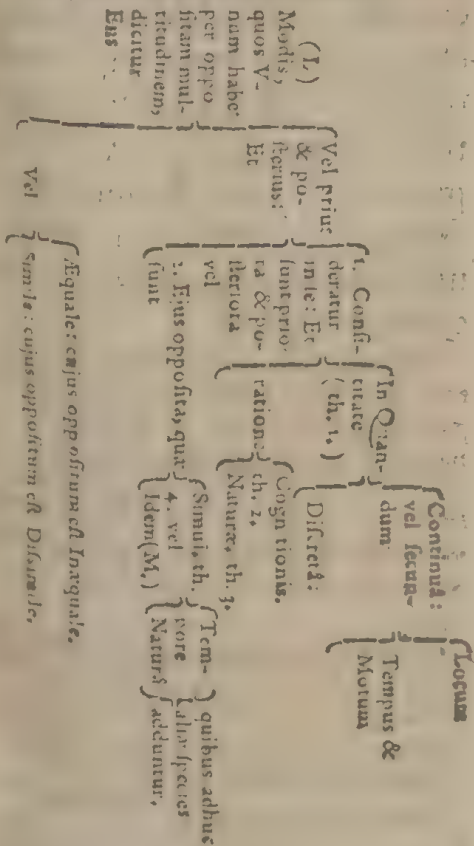 (L.)
Modis,
quos V-
num habe-
per oppo
sitam mul-
titudinem,
dicitur
Ens
Vel prius
& po-
sterius:
Et
1. Consi-
deratur
in se: Et
sunt prio-
ra & po-
steriora
vel
In Quan-
titate
(th. 1.)
Continuâ:
vel secun-
dum
Locum
Tempus &
Motum
Discretâ:
ratione
Cognitionis,
th. 2.
Naturæ, th. 3.
2. Ejus opposita, quæ
sunt
Simul, th.
4. vel
Idem (M.)
Tem-
pore
Naturâ
quibus adhuc
aliæ species
adduntur.
Vel
Æquale: cujus oppositum est Inæquale.
Simile: cujus oppositum est Dissimile.